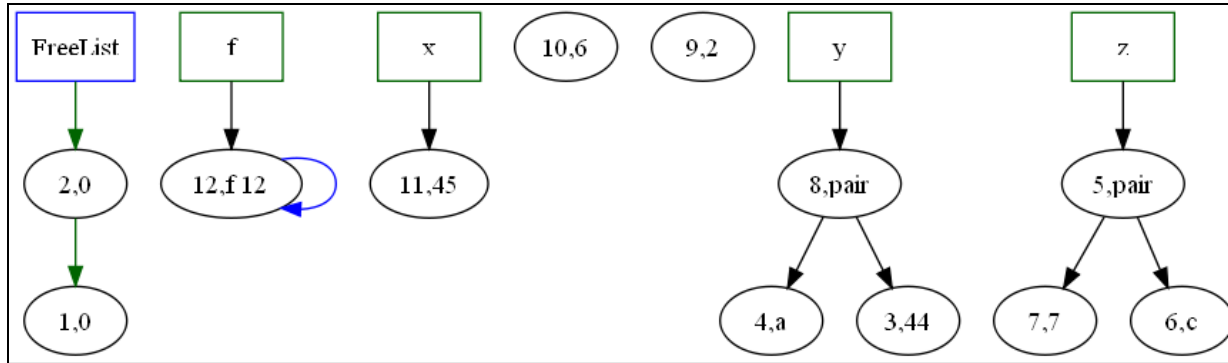 FreeList f x 10,6 9,2 y z
2,0 12,f 12 11,45 8,pair 5,pair
1,0 4,a 3,44 7,7 6,c